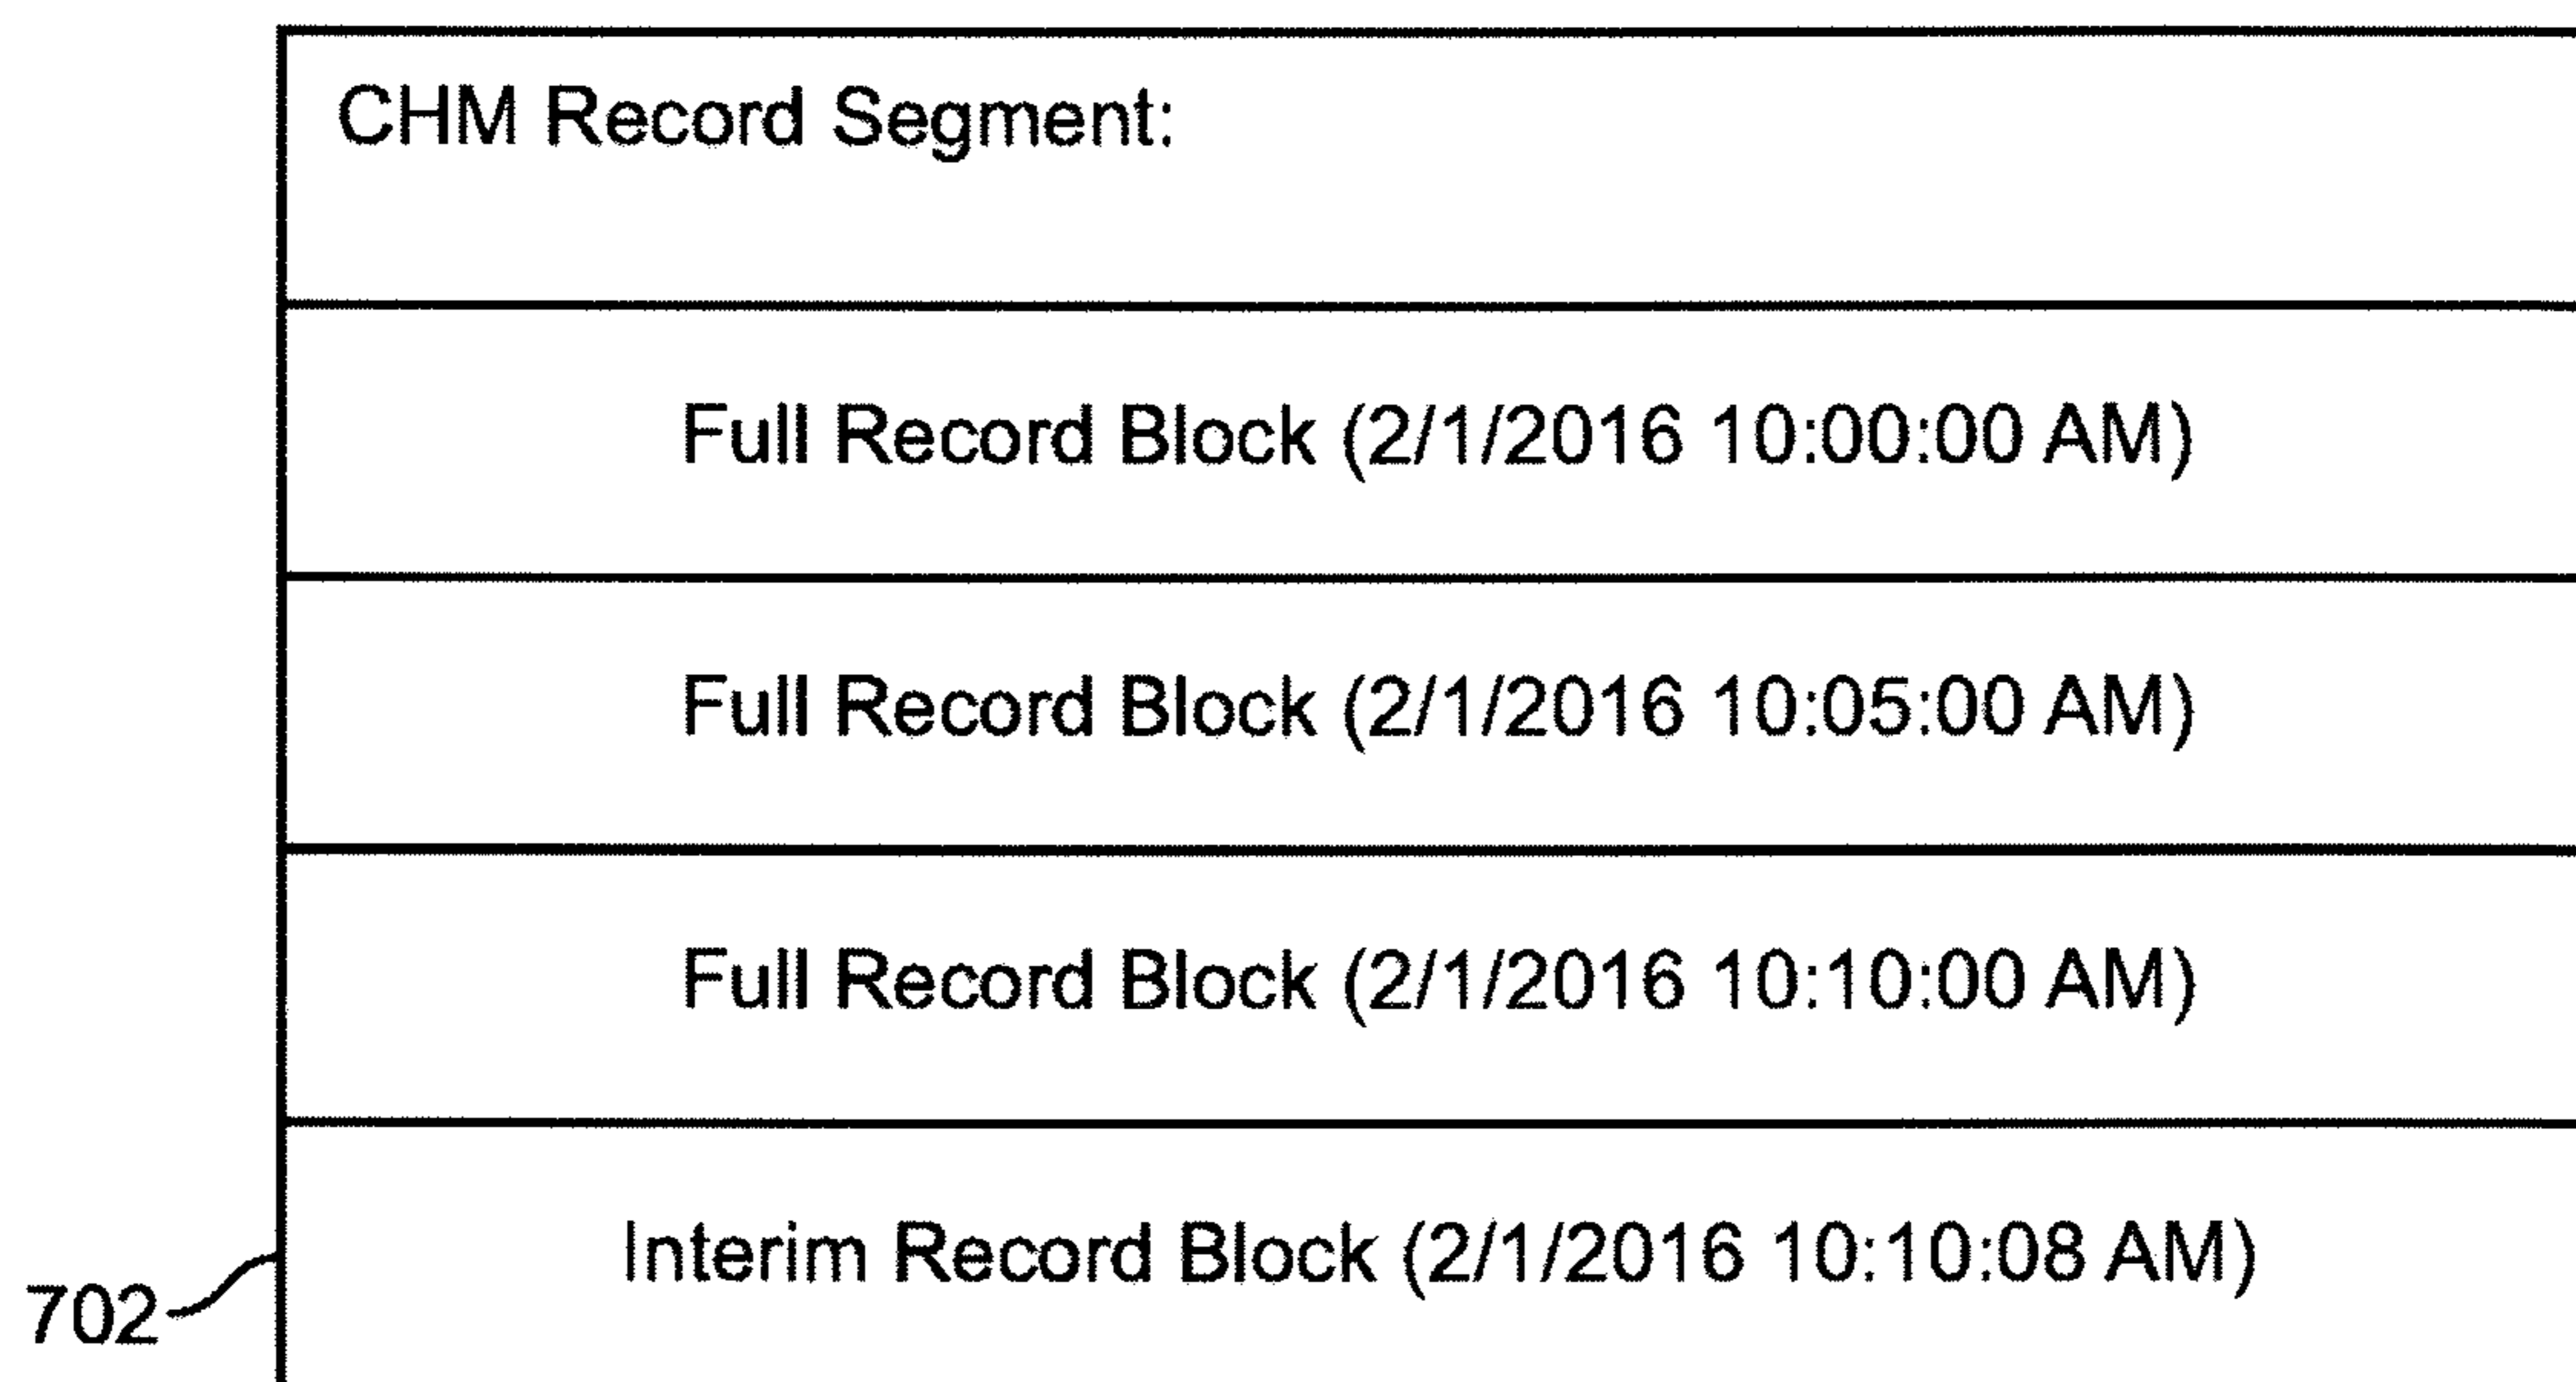 CHM Record Segment:
Full Record Block (2/1/2016 10:00:00 AM)
Full Record Block (2/1/2016 10:05:00 AM)
Full Record Block (2/1/2016 10:10:00 AM)
Interim Record Block (2/1/2016 10:10:08 AM)
702